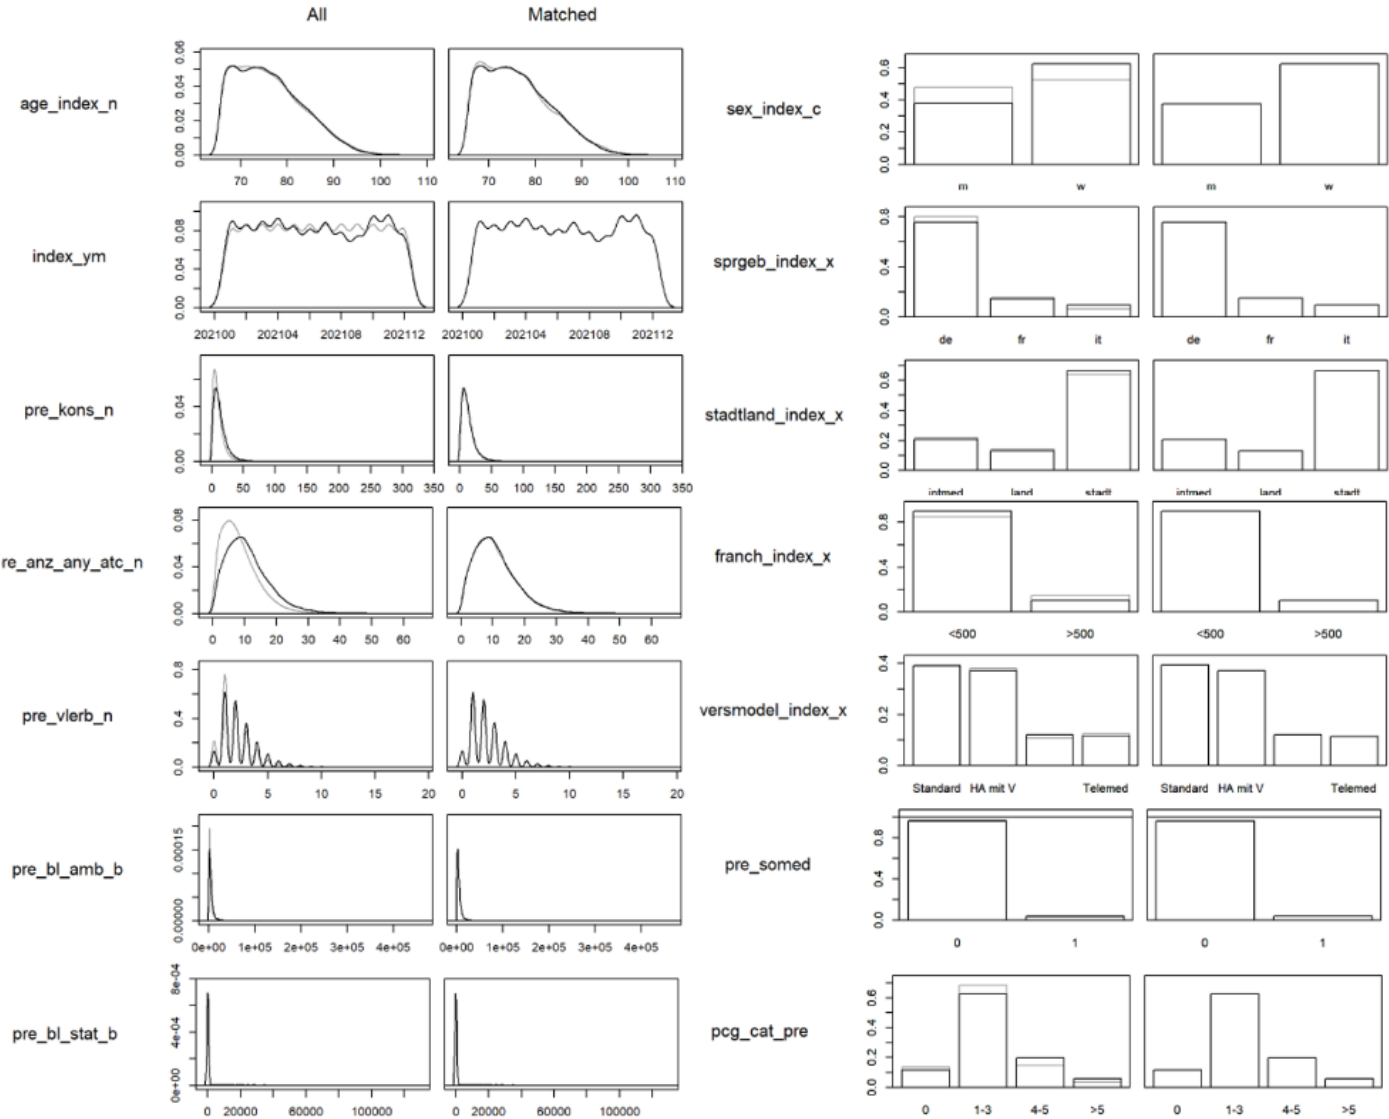 All Matched
age_index_n
0.00 0.02 0.04 0.06
70 80 90 100 110
70 80 90 100 110
index_ym
0.00 0.04 0.08
202100 202104 202108 202112
202100 202104 202108 202112
pre_kons_n
0.00 0.04
0 50 100 150 200 250 300 350
0 50 100 150 200 250 300 350
re_anz_any_atc_n
0.00 0.04 0.08
0 10 20 30 40 50 60
0 10 20 30 40 50 60
pre_vlerb_n
0.0 0.4 0.8
0 5 10 15 20
0 5 10 15 20
pre_bl_amb_b
0.00000 0.00015
0e+00 1e+05 2e+05 3e+05 4e+05
0e+00 1e+05 2e+05 3e+05 4e+05
pre_bl_stat_b
0e+00 4e-04 8e-04
0 20000 60000 100000
0 20000 60000 100000
sex_index_c
0.0 0.2 0.4 0.6
m w
m w
sprgeb_index_x
0.0 0.4 0.8
de fr it
de fr it
stadtland_index_x
0.0 0.2 0.4 0.6
intmed land stadt
intmed land stadt
franch_index_x
0.0 0.4 0.8
<500 >500
<500 >500
versmodel_index_x
0.0 0.2 0.4
Standard HA mit V Telemed
Standard HA mit V Telemed
pre_somed
0.0 0.4 0.8
0 1
0 1
pcg_cat_pre
0.0 0.2 0.4 0.6
0 1-3 4-5 >5
0 1-3 4-5 >5